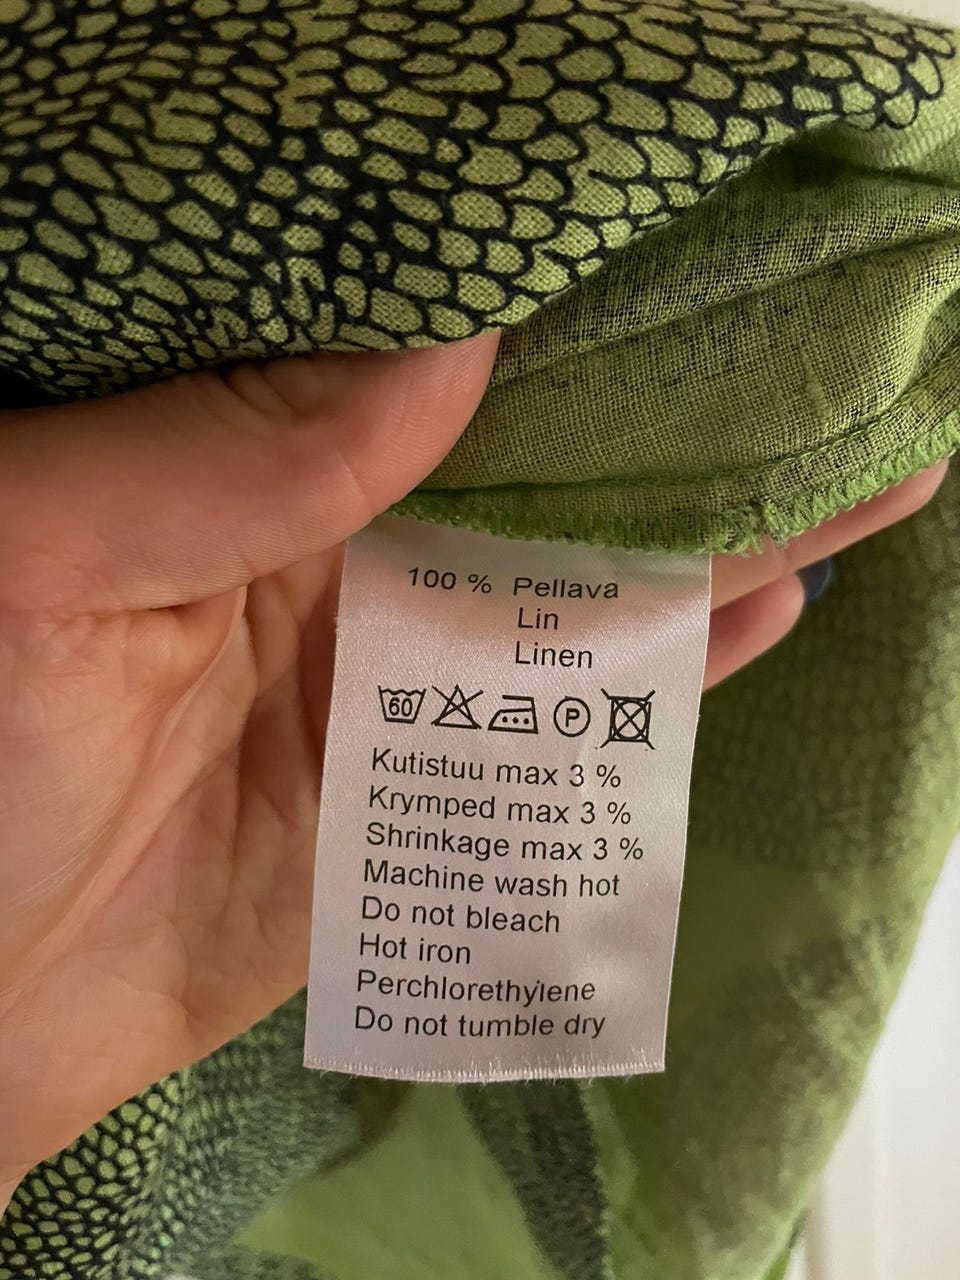 100 % Pellava
Lin
Linen
60 P
Kutistuu max 3 %
Krymped max 3 %
Shrinkage max 3 %
Machine wash hot
Do not bleach
Hot iron
Perchlorethylene
Do not tumble dry